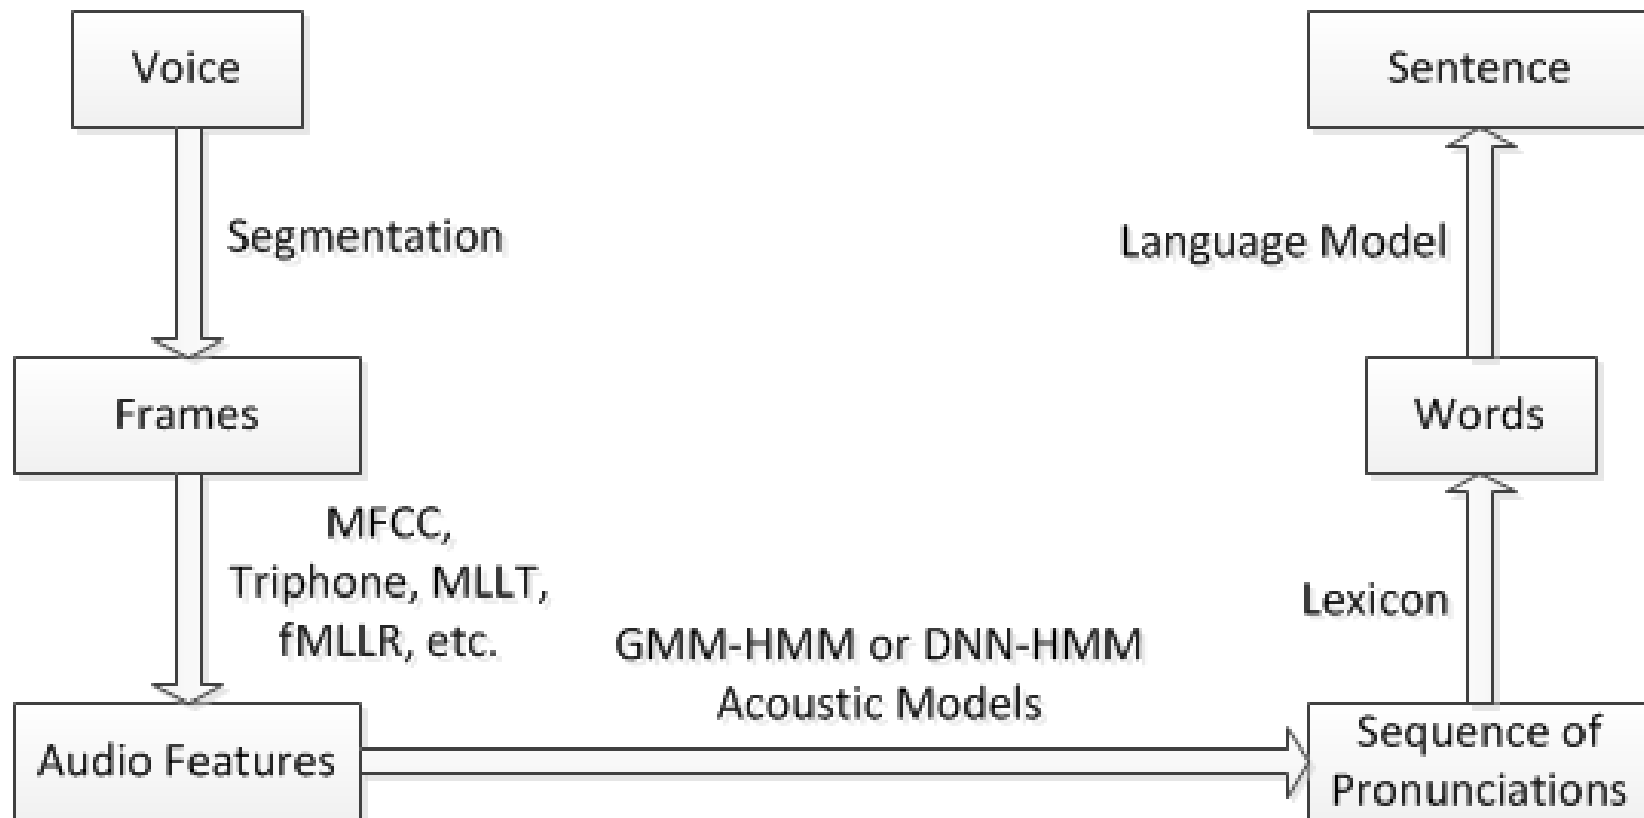 Voice
Sentence
Segmentation
Language Model
Frames
Words
MFCC,
Triphone, MLLT,
fMLLR, etc.
Lexicon
GMM-HMM or DNN-HMM
Acoustic Models
Audio Features
Sequence of
Pronunciations